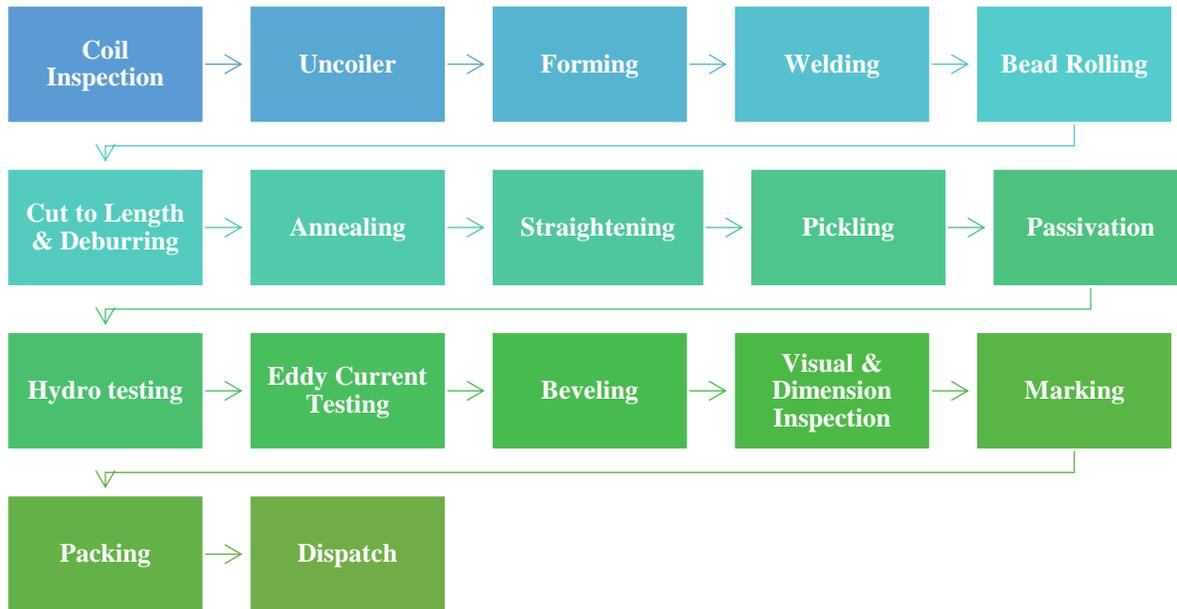 Coil
Inspection
Uncoiler
Forming
Welding
Bead Rolling
Cut to Length
& Deburring
Annealing
Straightening
Pickling
Passivation
Hydro testing
Eddy Current
Testing
Beveling
Visual &
Dimension
Inspection
Marking
Packing
Dispatch